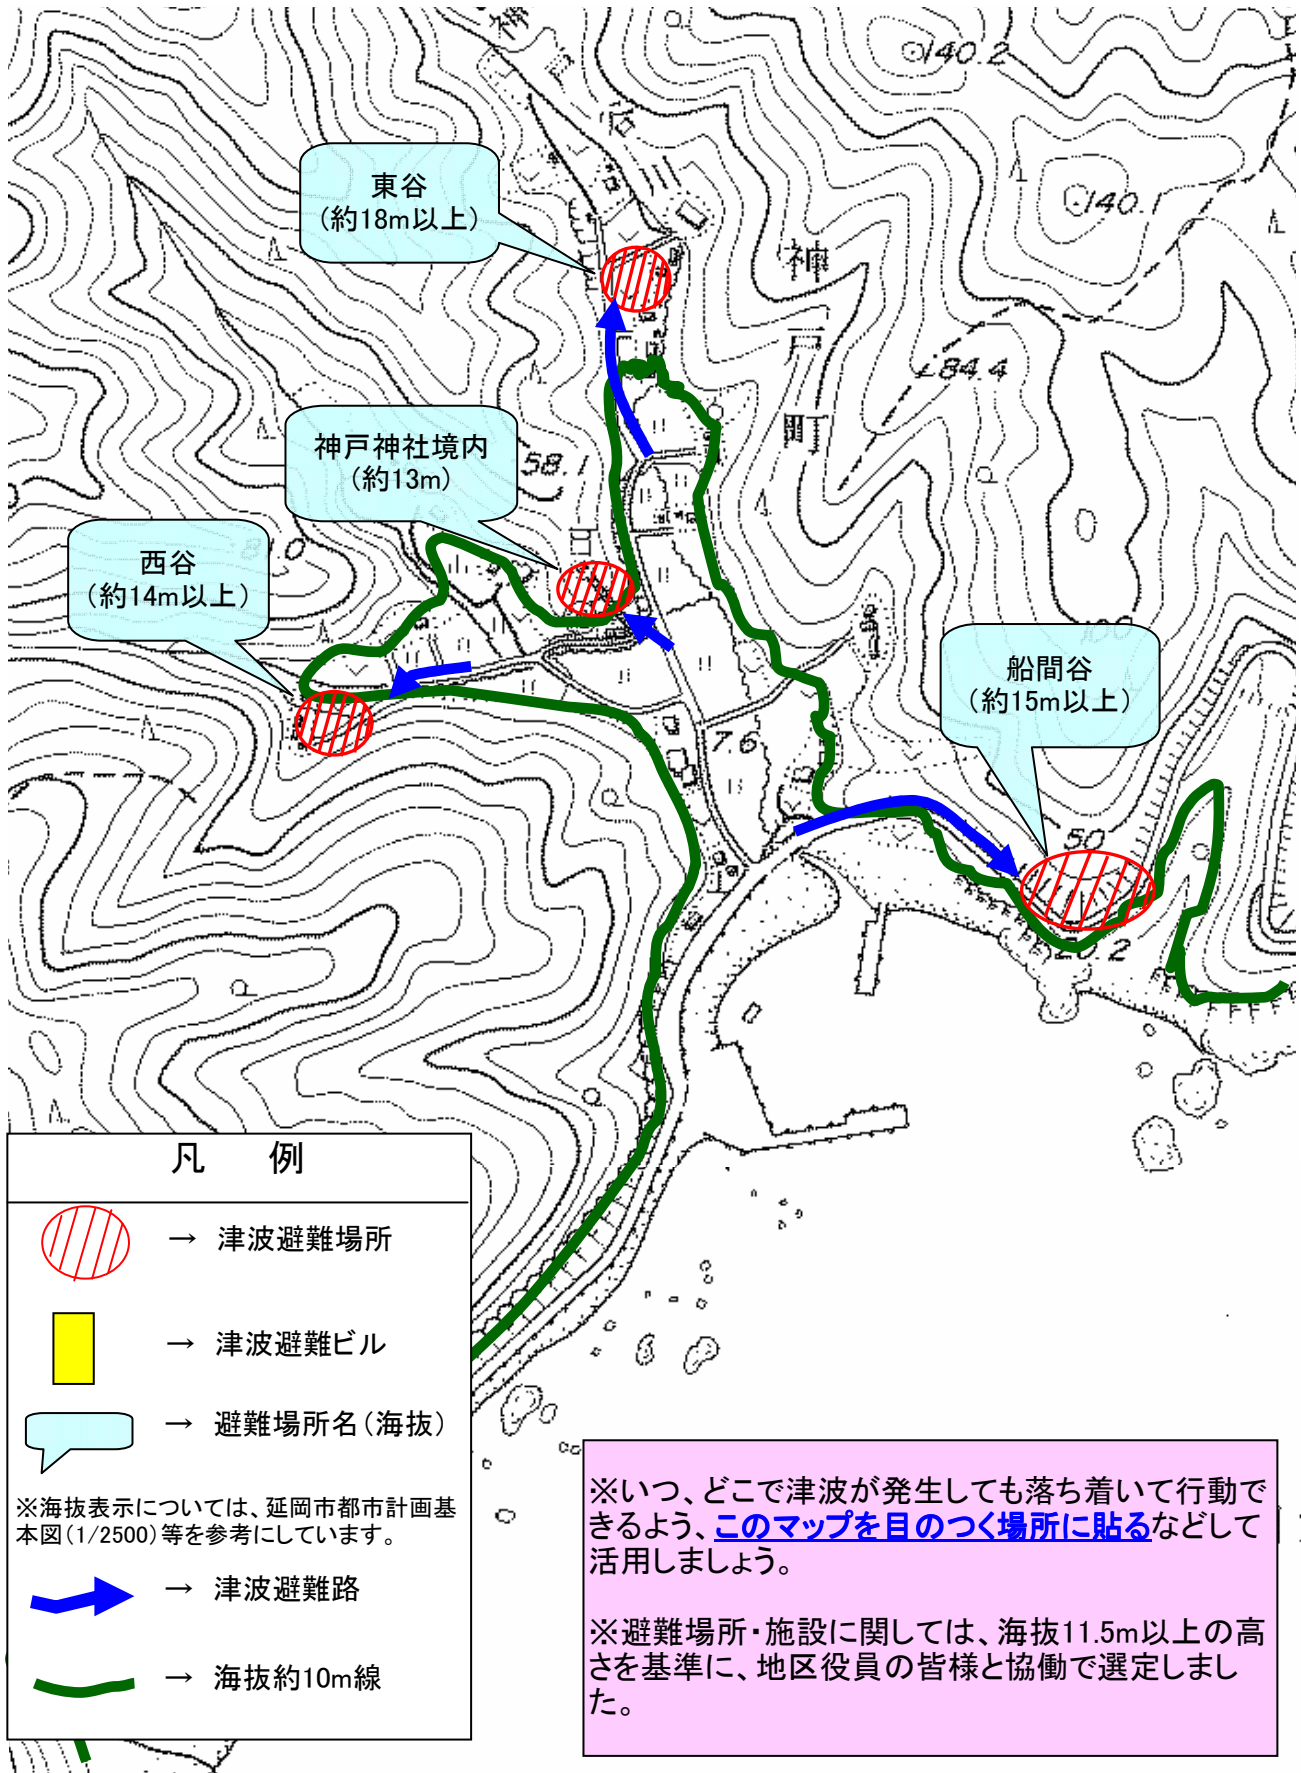 神
戸
140.2
東谷
(約18m以上)
140.1
神
戸
町
184.4
神戸神社境内
(約13m)
58.1
西谷
(約14m以上)
船間谷
(約15m以上)
100
7.6
50
20.2
凡 例
→ 津波避難場所
→ 津波避難ビル
→ 避難場所名(海抜)
※海抜表示については、延岡市都市計画基
本図(1/2500)等を参考にしています。
→ 津波避難路
→ 海抜約10m線
※いつ、どこで津波が発生しても落ち着いて行動で
きるよう、このマップを目のつく場所に貼るなどして
活用しましょう。
※避難場所・施設に関しては、海抜11.5m以上の高
さを基準に、地区役員の皆様と協働で選定しまし
た。